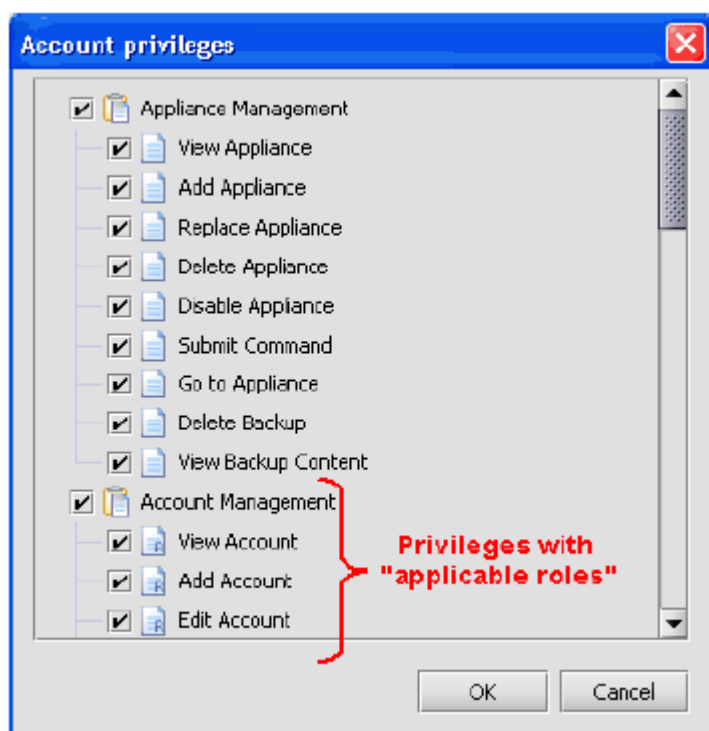 Account privileges
Appliance Management
View Appliance
Add Appliance
Replace Appliance
Delete Appliance
Disable Appliance
Submit Command
Go to Appliance
Delete Backup
View Backup Content
Account Management
View Account
Add Account
Edit Account
Privileges with
"applicable roles"
OK
Cancel